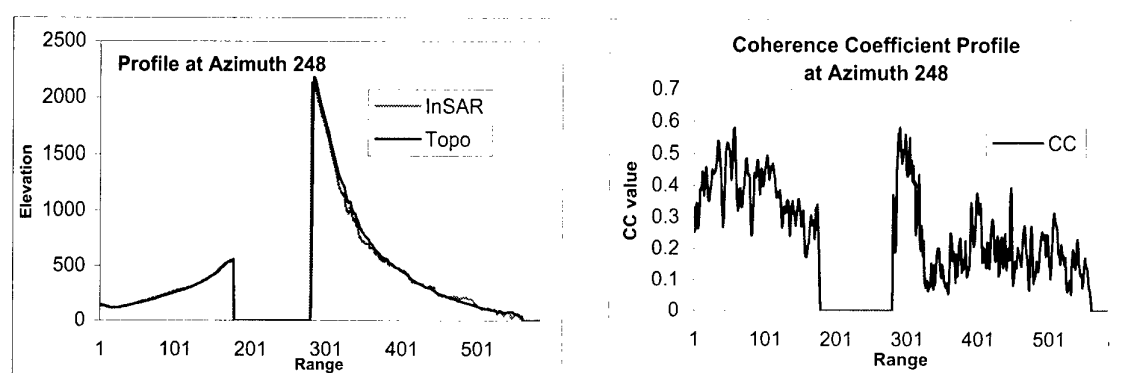 Profile at Azimuth 248
2500
2000
1500
1000
500
0
Elevation
InSAR
Topo
1 101 201 301 401 501
Range
Coherence Coefficient Profile
at Azimuth 248
0.7
0.6
0.5
0.4
0.3
0.2
0.1
0
CC value
CC
1 101 201 301 401 501
Range